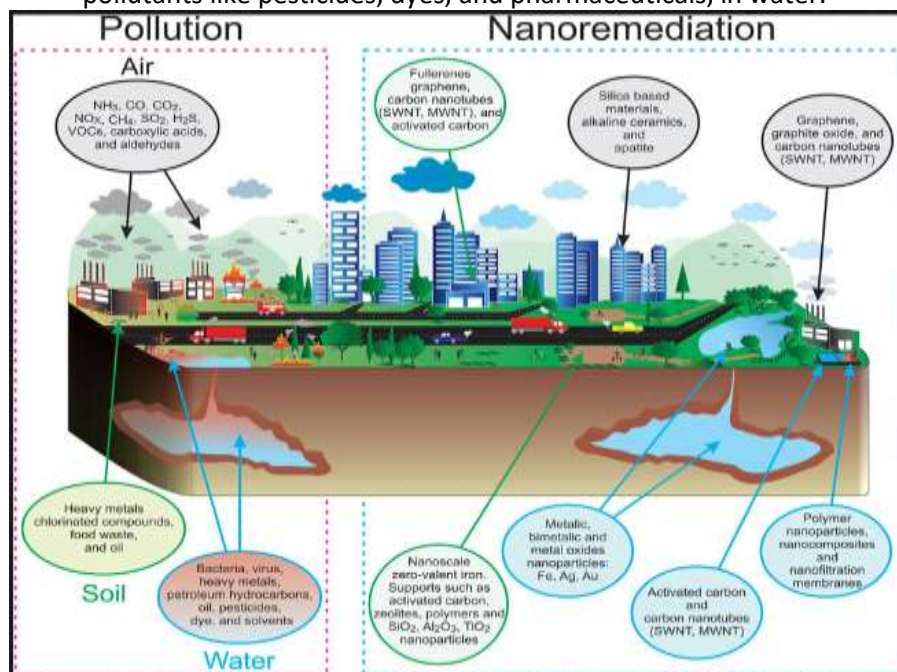 pollutants like pesticides, dyes, and pharmaceuticals, in water.
Pollution
Nanoremediation
Air
NH₃, CO, CO₂,
NOx, CH₄, SO₂, H₂S,
VOCs, carboxylic acids,
and aldehydes
Fullerenes
graphene,
carbon nanotubes
(SWNT, MWNT), and
activated carbon
Silica based
materials,
alkaline ceramics,
and
apatite
Graphene,
graphite oxide, and
carbon nanotubes
(SWNT, MWNT)
Heavy metals
chlorinated compounds,
food waste,
and oil
Soil
Bacteria, virus,
heavy metals,
petroleum hydrocarbons,
oil, pesticides,
dye, and solvents
Water
Nanoscale
zero-valent iron.
Supports such as
activated carbon,
zeolites, polymers and
SiO₂, Al₂O₃, TiO₂
nanoparticles
Metalic,
bimetalic and
metal oxides
nanoparticles:
Fe, Ag, Au
Activated carbon
and
carbon nanotubes
(SWNT, MWNT)
Polymer
nanoparticles,
nanocomposites
and
nanofiltration
membranes